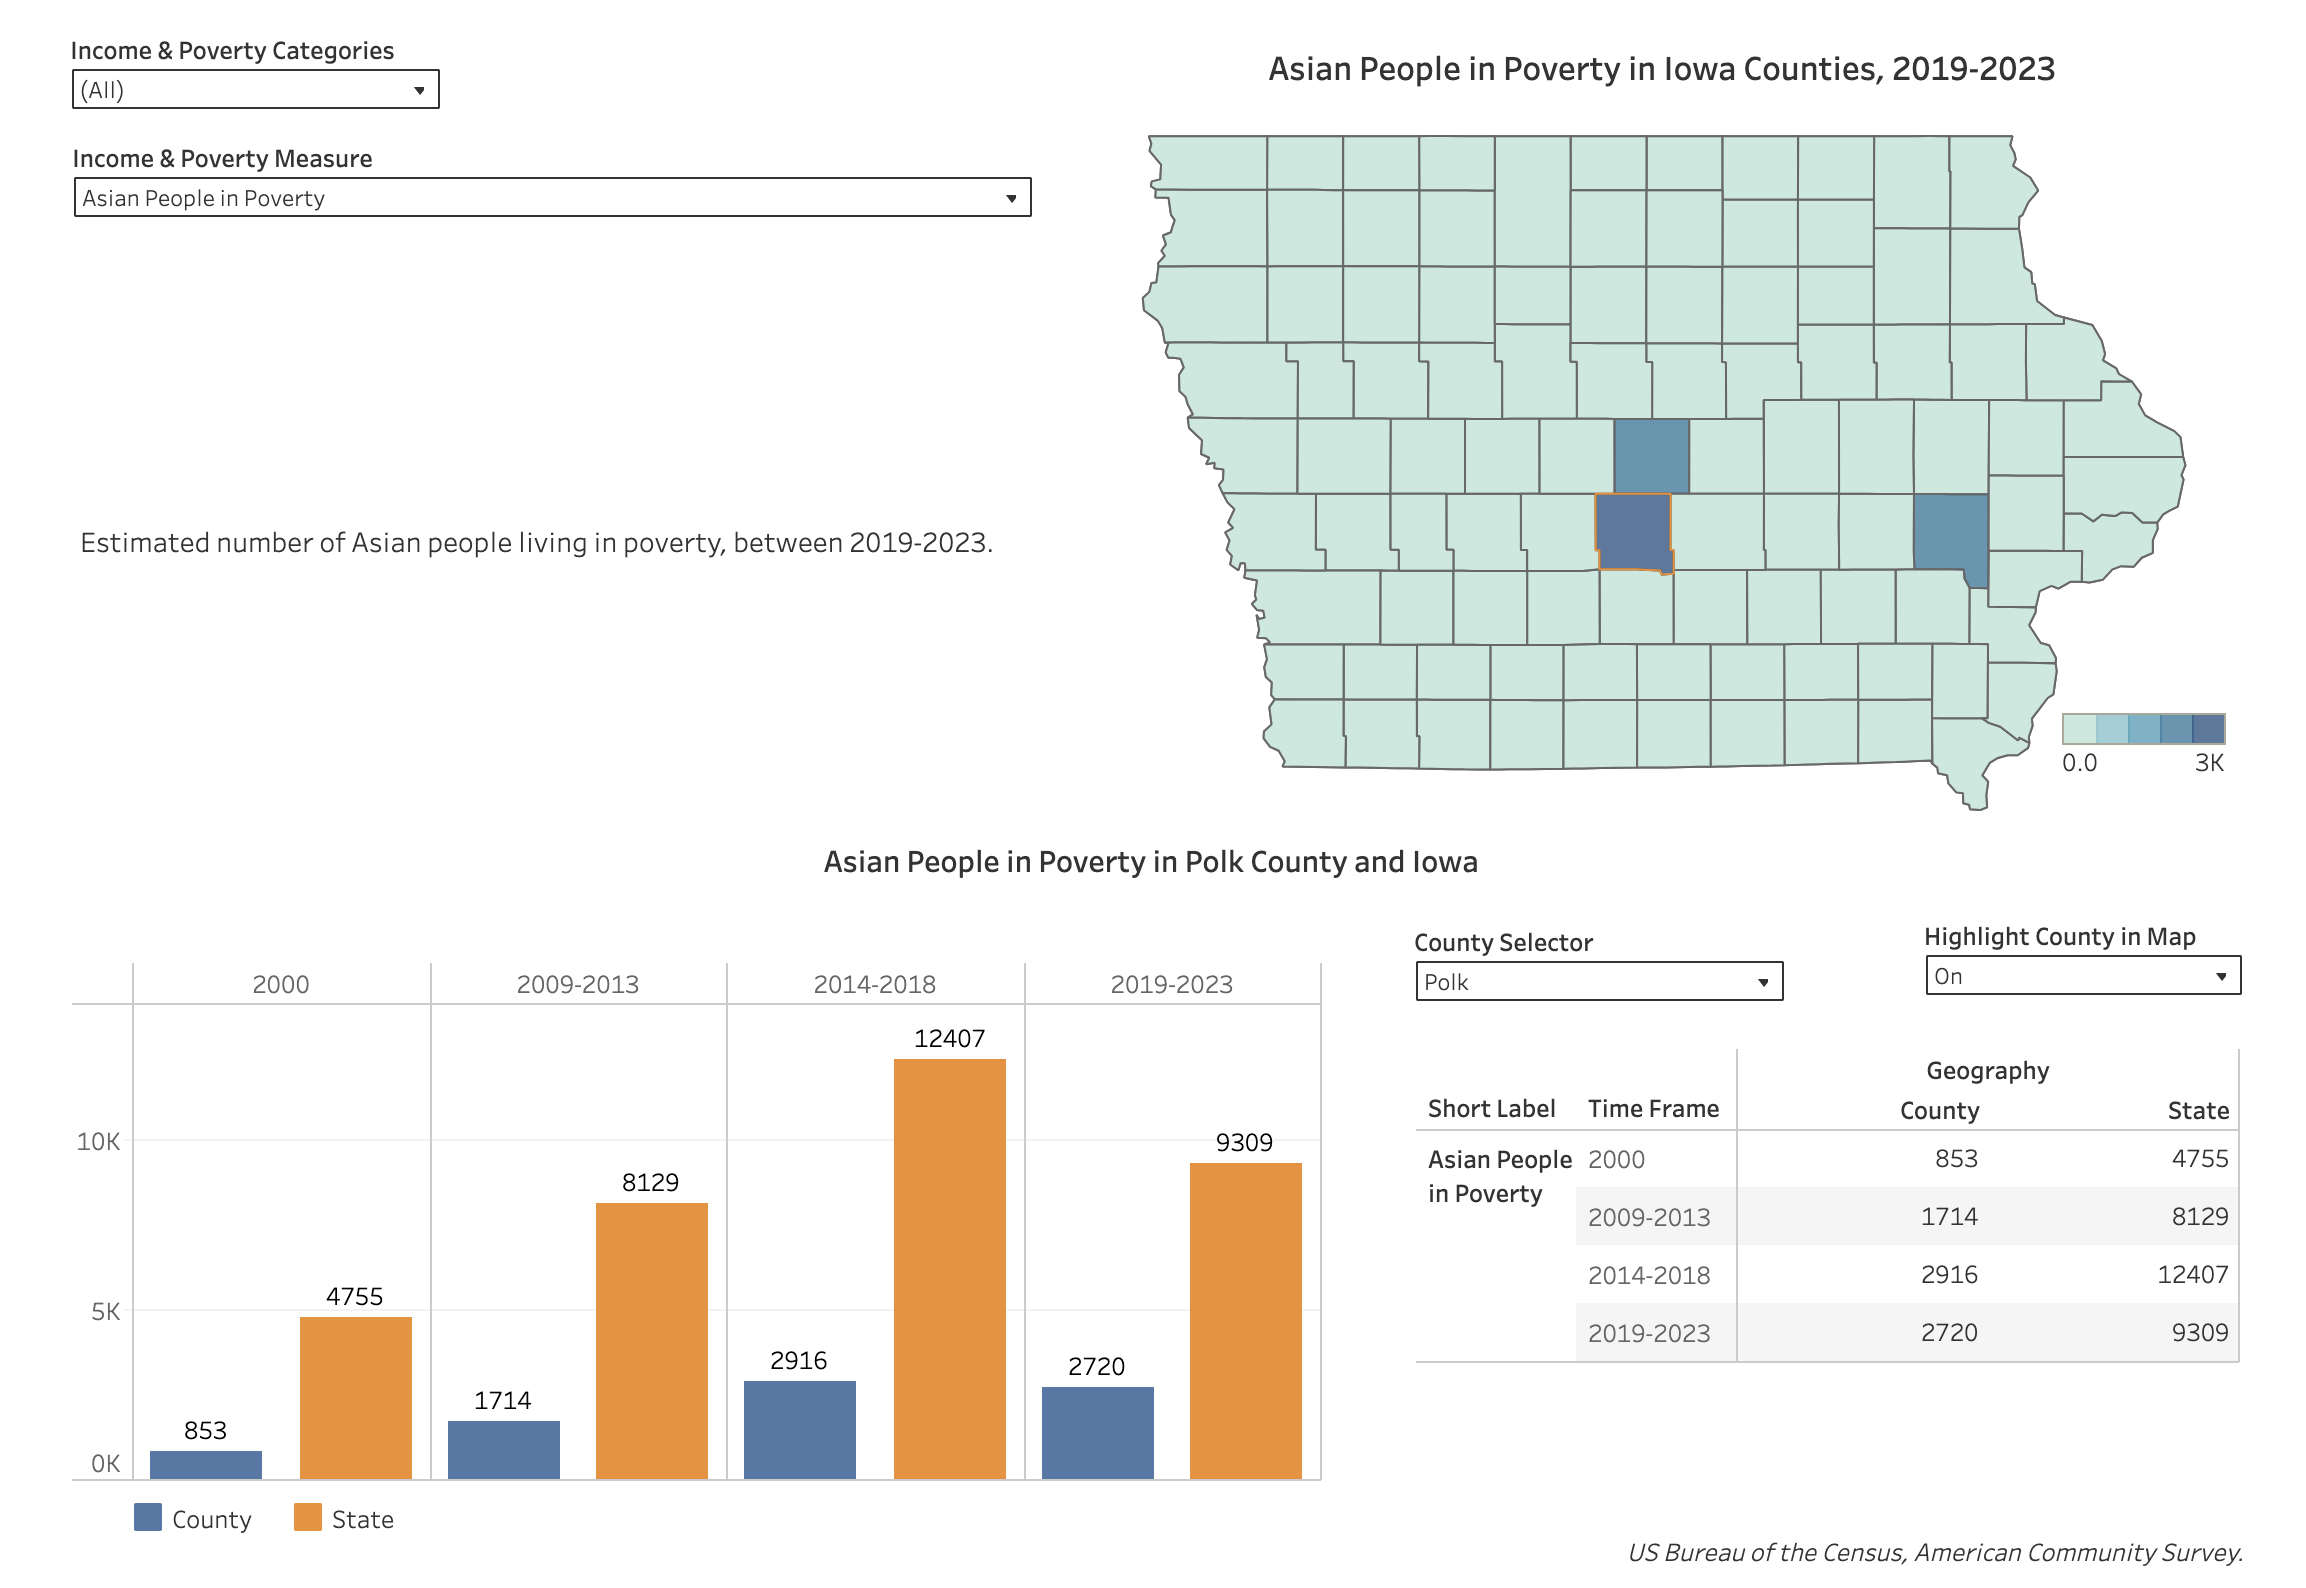 Income & Poverty Categories
(All)
Income & Poverty Measure
Asian People in Poverty
Estimated number of Asian people living in poverty, between 2019-2023.
Asian People in Poverty in Iowa Counties, 2019-2023
0.0 3K
Asian People in Poverty in Polk County and Iowa
2000 2009-2013 2014-2018 2019-2023
10K
5K
0K
853 4755 1714 8129 2916 12407 2720 9309
County State
County Selector
Polk
Highlight County in Map
On
Geography
Short Label Time Frame County State
Asian People 2000 853 4755
in Poverty
2009-2013 1714 8129
2014-2018 2916 12407
2019-2023 2720 9309
US Bureau of the Census, American Community Survey.